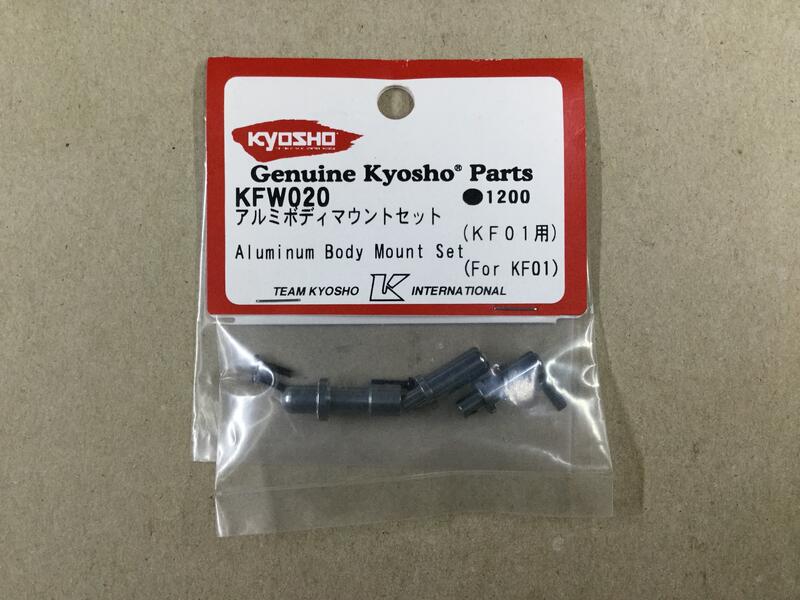 KYOSHO
Genuine Kyosho® Parts
KFW020 ●1200
アルミボディマウントセット
(KF01用)
Aluminum Body Mount Set
(For KF01)
TEAM KYOSHO K INTERNATIONAL